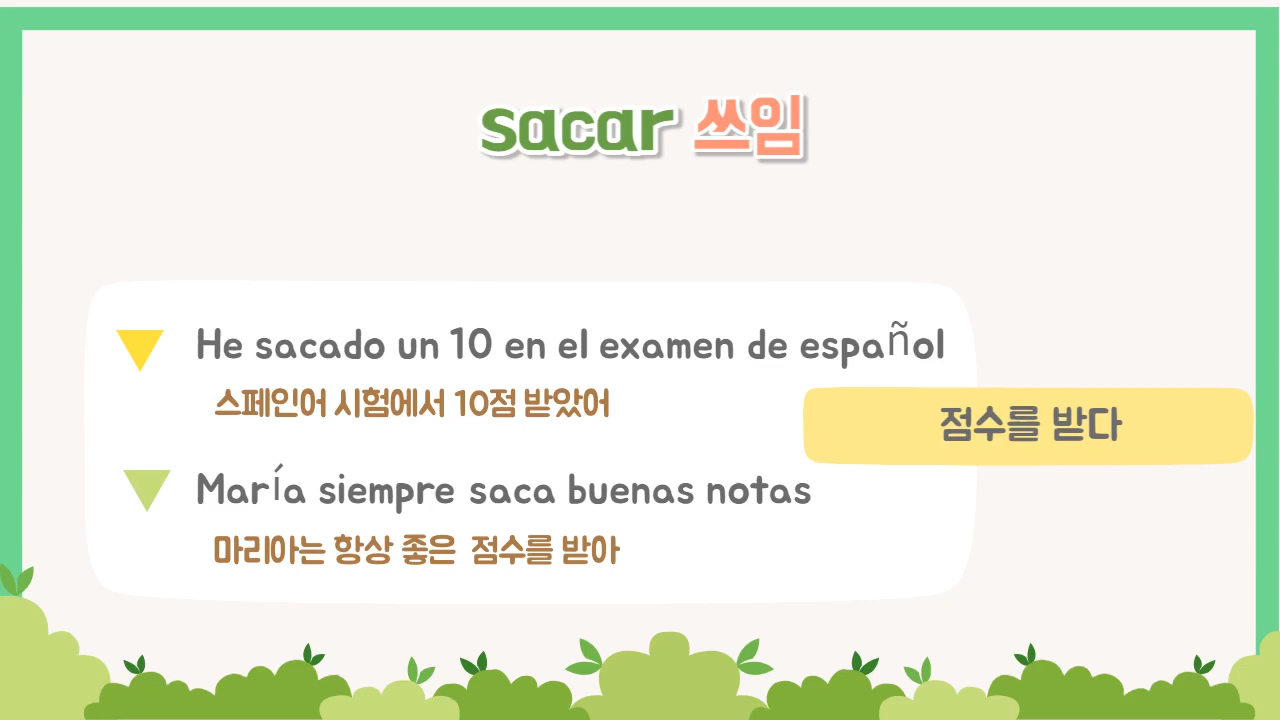 sacar 쓰임
He sacado un 10 en el examen de español
스페인어 시험에서 10점 받았어
점수를 받다
María siempre saca buenas notas
마리아는 항상 좋은 점수를 받아